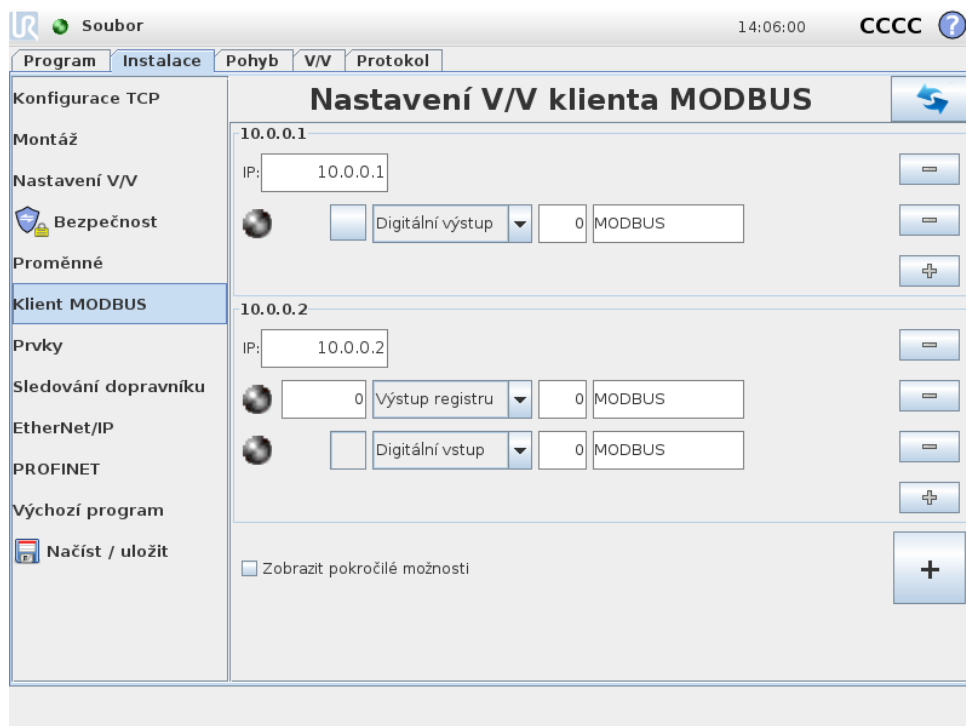 UR Soubor 14:06:00 CCCC ?
Program Instalace Pohyb V/V Protokol
Konfigurace TCP
Montáž
Nastavení V/V
Bezpečnost
Proměnné
Klient MODBUS
Prvky
Sledování dopravníku
EtherNet/IP
PROFINET
Výchozí program
Načíst / uložit
Nastavení V/V klienta MODBUS
10.0.0.1
IP: 10.0.0.1
Digitální výstup 0 MODBUS
10.0.0.2
IP: 10.0.0.2
0 Výstup registru 0 MODBUS
Digitální vstup 0 MODBUS
Zobrazit pokročilé možnosti
+